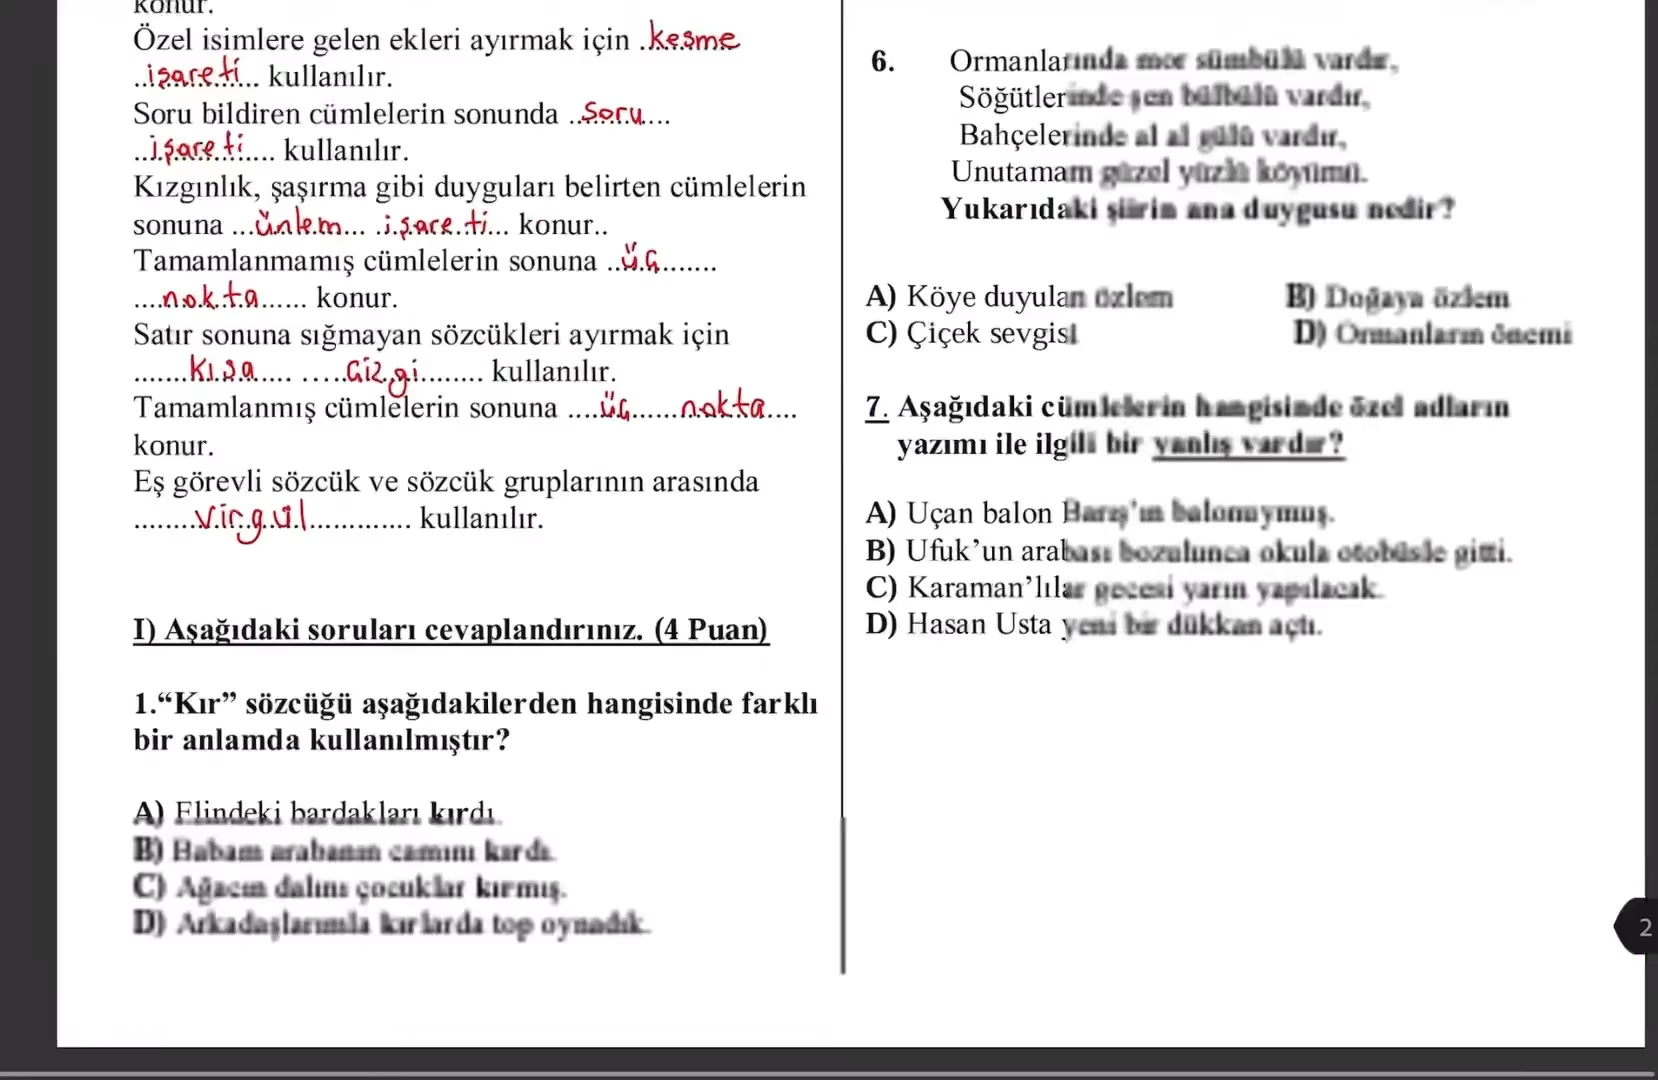 konur.
Özel isimlere gelen ekleri ayırmak için .kesme
..işareti.. kullanılır.
Soru bildiren cümlelerin sonunda ..Soru....
..işareti..... kullanılır.
Kızgınlık, şaşırma gibi duyguları belirten cümlelerin
sonuna ...ünlem... .işareti... konur..
Tamamlanmamış cümlelerin sonuna ..üç.......
....nokta...... konur.
Satır sonuna sığmayan sözcükleri ayırmak için
.......kısa.... .....çizgi........ kullanılır.
Tamamlanmış cümlelerin sonuna ....üç......nokta....
konur.
Eş görevli sözcük ve sözcük gruplarının arasında
........virgül............. kullanılır.
I) Aşağıdaki soruları cevaplandırınız. (4 Puan)
1.“Kır” sözcüğü aşağıdakilerden hangisinde farklı
bir anlamda kullanılmıştır?
A) Elindeki bardakları kırdı.
B) Babam arabanın camını kırdı.
C) Ağacın dalını çocuklar kırmış.
D) Arkadaşlarımla kırlarda top oynadık.
6. Ormanlarında mor sümbülü vardır,
Söğütlerinde şen bülbülü vardır,
Bahçelerinde al al gülü vardır,
Unutamam güzel yüzlü köyümü.
Yukarıdaki şiirin ana duygusu nedir?
A) Köye duyulan özlem B) Doğaya özlem
C) Çiçek sevgisi D) Ormanların önemi
7. Aşağıdaki cümlelerin hangisinde özel adların
yazımı ile ilgili bir yanlış vardır?
A) Uçan balon Barış’ın balonuymuş.
B) Ufuk’un arabası bozulunca okula otobüsle gitti.
C) Karaman’lılar gecesi yarın yapılacak.
D) Hasan Usta yeni bir dükkan açtı.
2